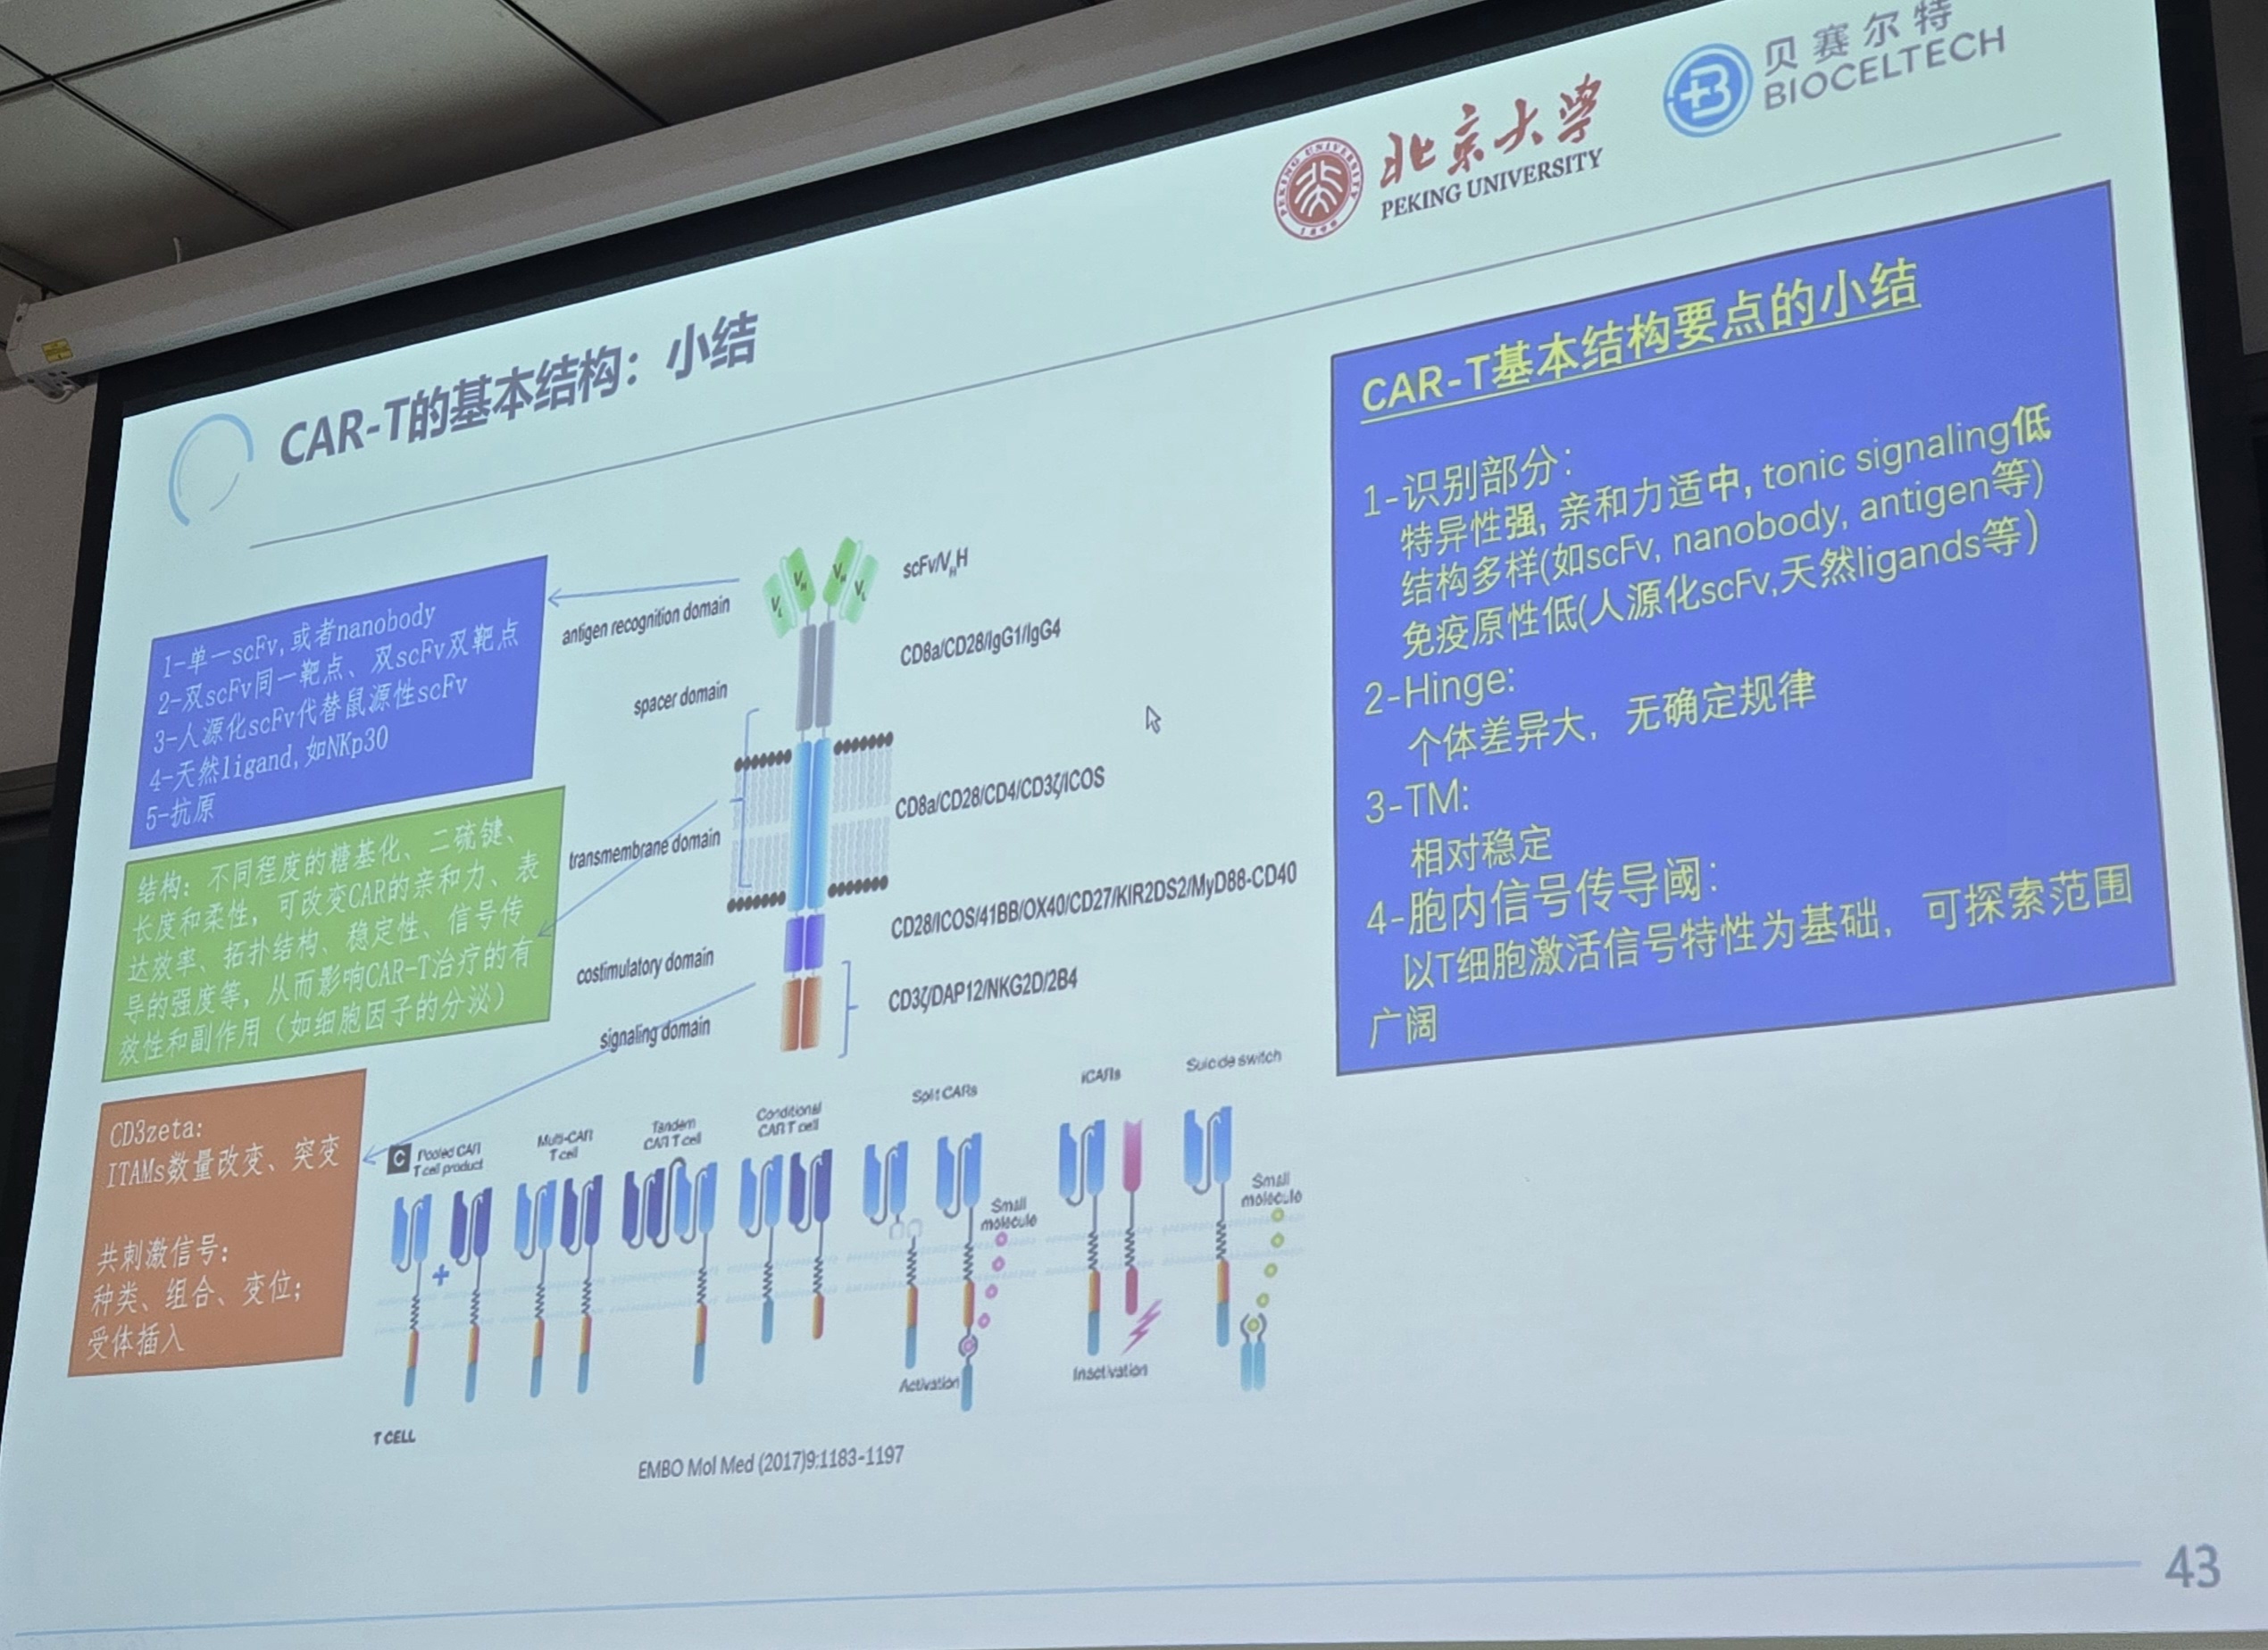 贝赛尔特
BIOCELTECH
北京大学
PEKING UNIVERSITY
CAR-T的基本结构：小结
1-单一scFv,或者nanobody
2-双scFv同一靶点、双scFv双靶点
3-人源化scFv代替鼠源性scFv
4-天然ligand,如NKp30
5-抗原
结构：不同程度的糖基化、二硫键、
长度和柔性，可改变CAR的亲和力、表
达效率、拓扑结构、稳定性、信号传
导的强度等，从而影响CAR-T治疗的有
效性和副作用（如细胞因子的分泌）
CD3zeta:
ITAMs数量改变、突变
共刺激信号：
种类、组合、变位；
受体插入
antigen recognition domain
spacer domain
transmembrane domain
costimulatory domain
signaling domain
VL
VH
VH
VL
scFv/VHH
CD8a/CD28/IgG1/IgG4
CD8a/CD28/CD4/CD3ζ/ICOS
CD28/ICOS/41BB/OX40/CD27/KIR2DS2/MyD88-CD40
CD3ζ/DAP12/NKG2D/2B4
C
Pooled CAR
T cell product
Multi-CAR
T cell
Tandem
CAR T cell
Conditional
CAR T cell
Split CARs
iCARs
Suicide switch
+
Small
molecule
Small
molecule
Activation
Inactivation
T CELL
EMBO Mol Med (2017)9:1183-1197
CAR-T基本结构要点的小结
1-识别部分：
特异性强, 亲和力适中, tonic signaling低
结构多样(如scFv, nanobody, antigen等)
免疫原性低(人源化scFv,天然ligands等)
2-Hinge:
个体差异大，无确定规律
3-TM:
相对稳定
4-胞内信号传导阈：
以T细胞激活信号特性为基础，可探索范围
广阔
43